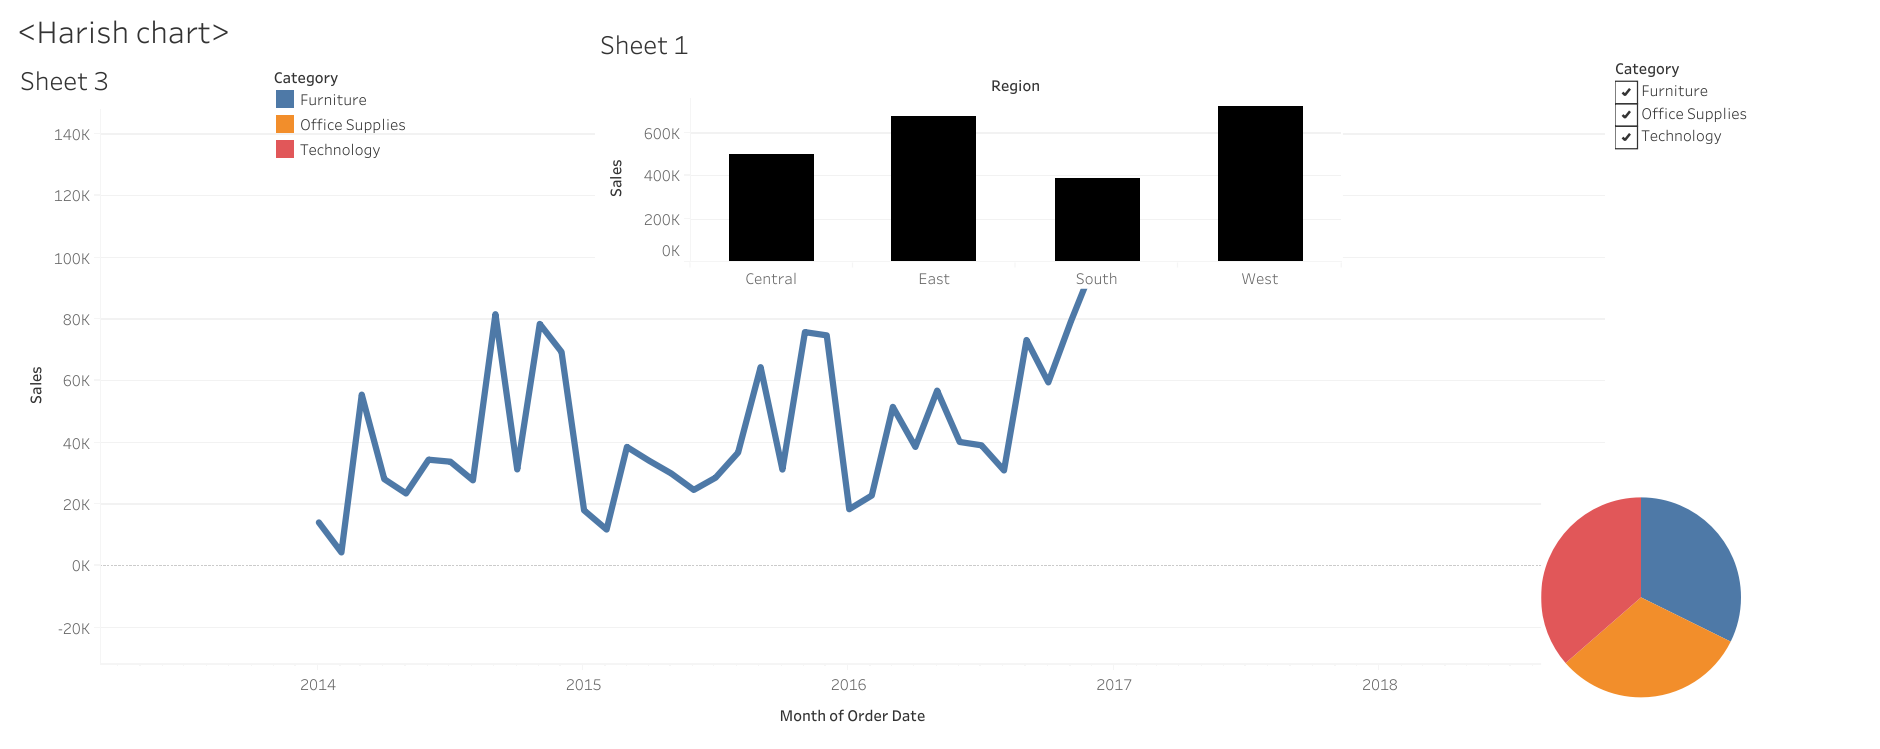 <Harish chart>
Sheet 3
Category
Furniture
Office Supplies
Technology
140K
120K
100K
80K
60K
40K
20K
0K
-20K
Sales
2014
2015
2016
2017
2018
Month of Order Date
Sheet 1
Region
600K
400K
200K
0K
Sales
Central
East
South
West
Category
Furniture
Office Supplies
Technology